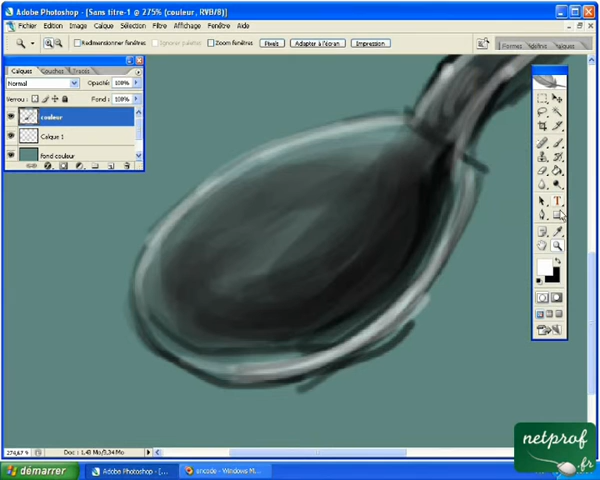 Adobe Photoshop - [Sans titre-1 @ 275% (couleur, RVB/8)]
Fichier Edition Image Calque Sélection Filtre Affichage Fenêtre Aide
Redimensionner fenêtres Ignorer palettes Zoom fenêtres Pixels Adapter à l'écran Impression
Calques Couches Tracés
Normal Opacité : 100%
Verrou : Fond : 100%
couleur
Calque 1
fond couleur
T
274,67 % Doc : 1,43 Mo/3,34 Mo
démarrer Adobe Photoshop - [... encode - Windows M...
netprof
.fr